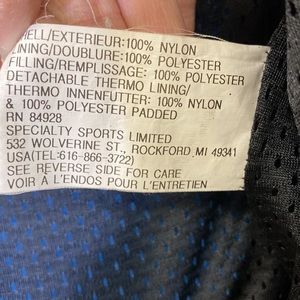 SHELL/EXTERIEUR:100% NYLON
LINING/DOUBLURE: 100% POLYESTER
FILLING/REMPLISSAGE: 100% POLYESTER
DETACHABLE THERMO LINING/
THERMO INNENFUTTER: 100% NYLON
& 100% POLYESTER PADDED
RN 84928
SPECIALTY SPORTS LIMITED
532 WOLVERINE ST., ROCKFORD, MI 49341
USA(TEL:616-866-3722)
SEE REVERSE SIDE FOR CARE
VOIR À L'ENDOS POUR L'ENTRETIEN